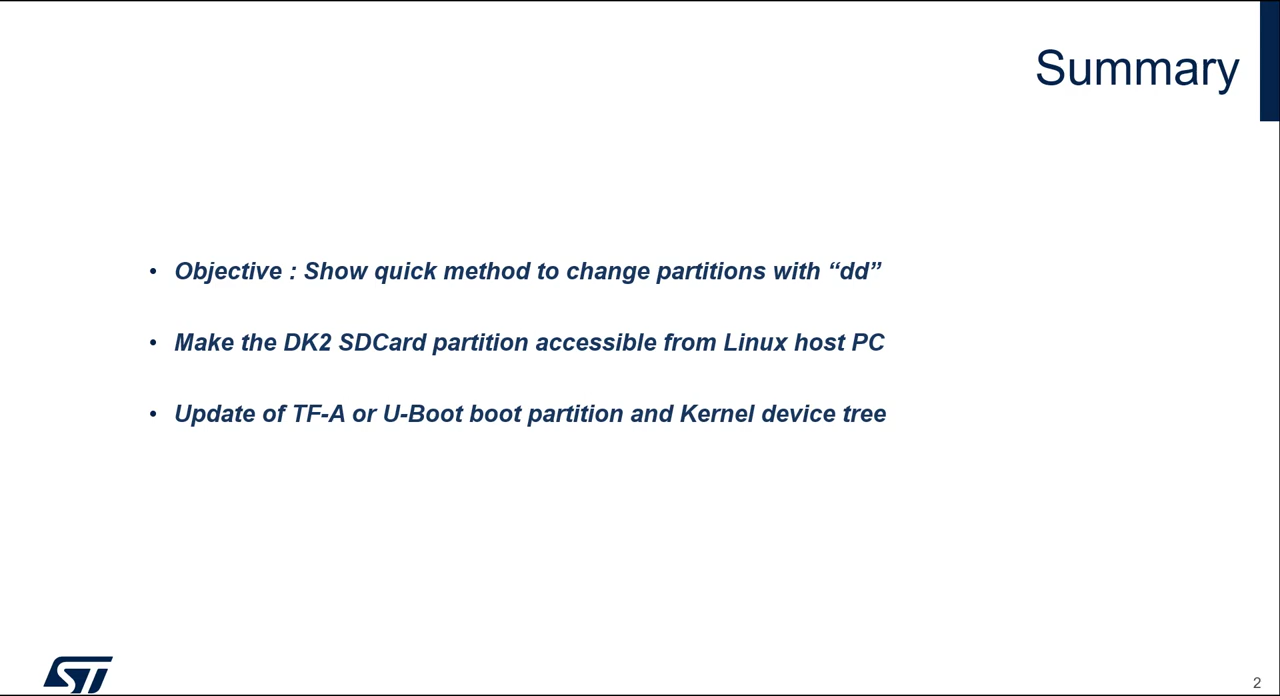 Summary
• Objective : Show quick method to change partitions with “dd”
• Make the DK2 SDCard partition accessible from Linux host PC
• Update of TF-A or U-Boot boot partition and Kernel device tree
ST
2